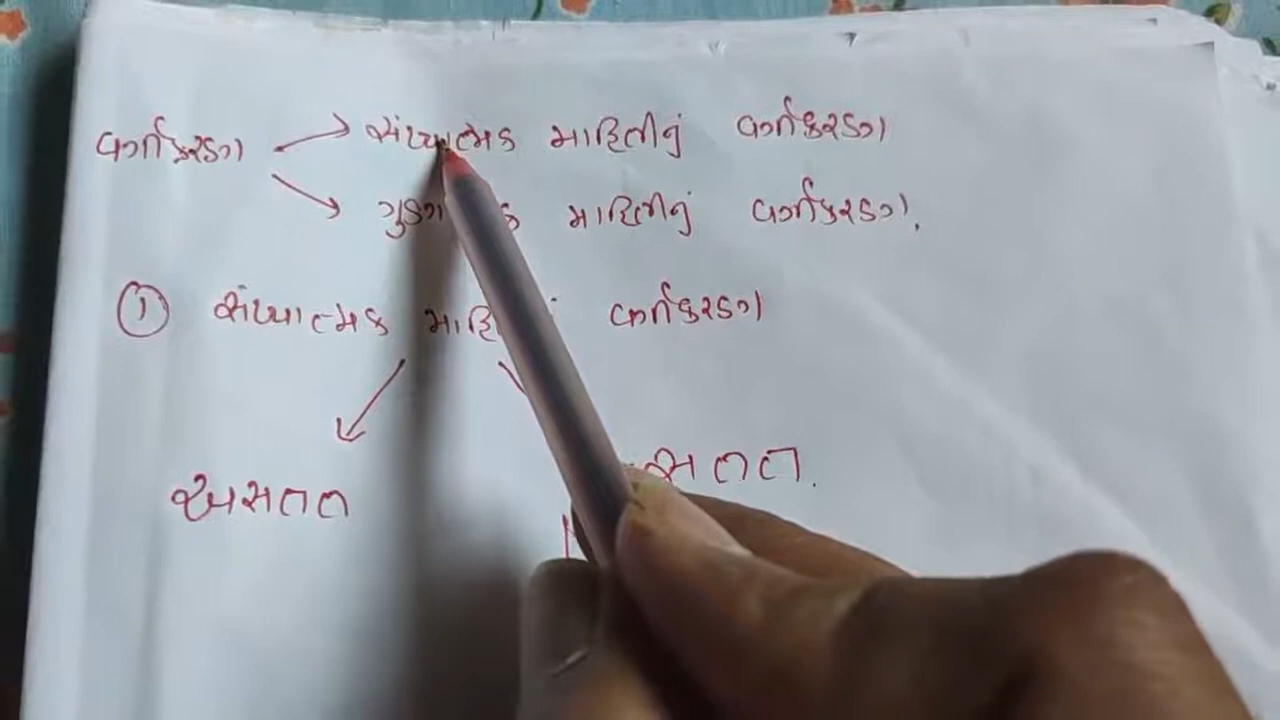 વર્ગીકરણ → સંખ્યાત્મક માહિતીનું વર્ગીકરણ
→ માહિતીનું વર્ગીકરણ.
① સંખ્યાત્મક વર્ગીકરણ
અસતત સતત.